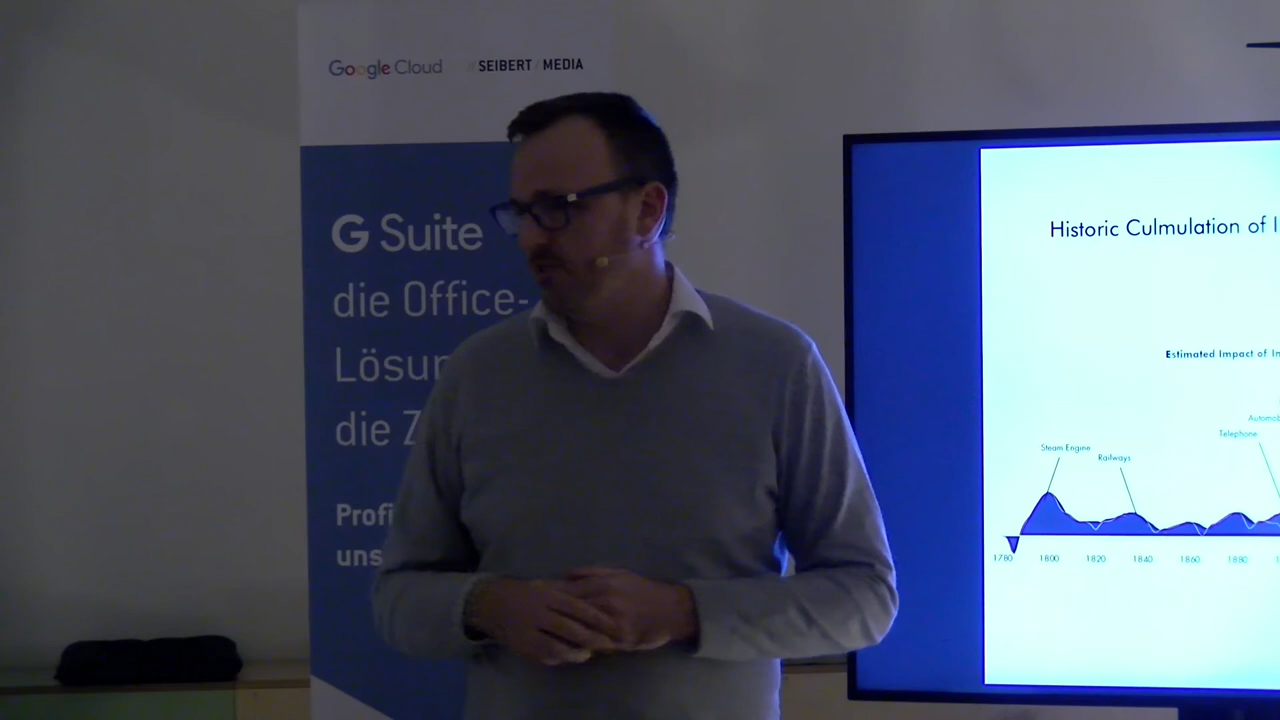 Google Cloud
SEIBERT / MEDIA
G Suite
die Office-
Lösun
die Z
Profi
uns
Historic Culmulation of I
Estimated Impact of In
Automob
Telephone
Steam Engine
Railways
1780 1800 1820 1840 1860 1880